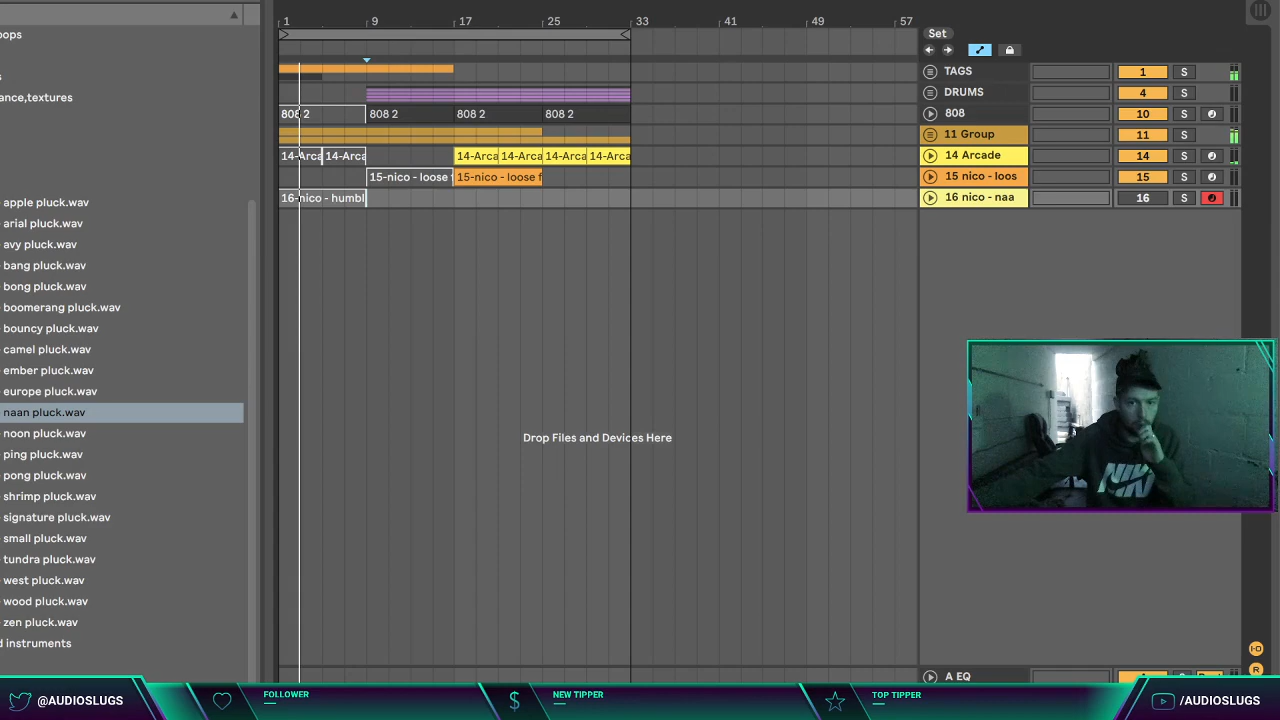 1 9 17 25 33 41 49 57
Set
oops
s
ance,textures
apple pluck.wav
arial pluck.wav
avy pluck.wav
bang pluck.wav
bong pluck.wav
boomerang pluck.wav
bouncy pluck.wav
camel pluck.wav
ember pluck.wav
europe pluck.wav
naan pluck.wav
noon pluck.wav
ping pluck.wav
pong pluck.wav
shrimp pluck.wav
signature pluck.wav
small pluck.wav
tundra pluck.wav
west pluck.wav
wood pluck.wav
zen pluck.wav
d instruments
808 2 808 2 808 2 808 2
14-Arca 14-Arca 14-Arca 14-Arca 14-Arca 14-Arca
15-nico - loose f 15-nico - loose f
16-nico - humbl
Drop Files and Devices Here
TAGS 1 S
DRUMS 4 S
808 10 S
11 Group 11 S
14 Arcade 14 S
15 nico - loos 15 S
16 nico - naa 16 S
NIKE
I-O
R
A EQ
@AUDIOSLUGS
FOLLOWER
$
NEW TIPPER
TOP TIPPER
/AUDIOSLUGS